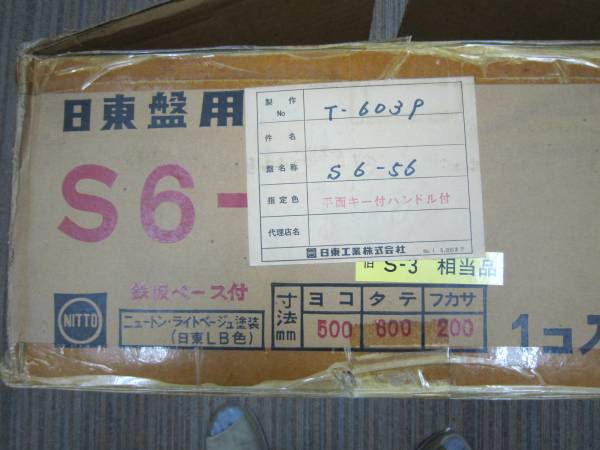 日東盤用
S6-
製作No T-6039
件名
盤名称 S6-56
指定色 平面キー付ハンドル付
代理店名
日東工業株式会社
旧 S-3 相当品
鉄板ベース付
NITTO
ニュートン・ライトベージュ塗装
(日東LB色)
寸法mm
ヨコ タテ フカサ
500 600 200
1コ入